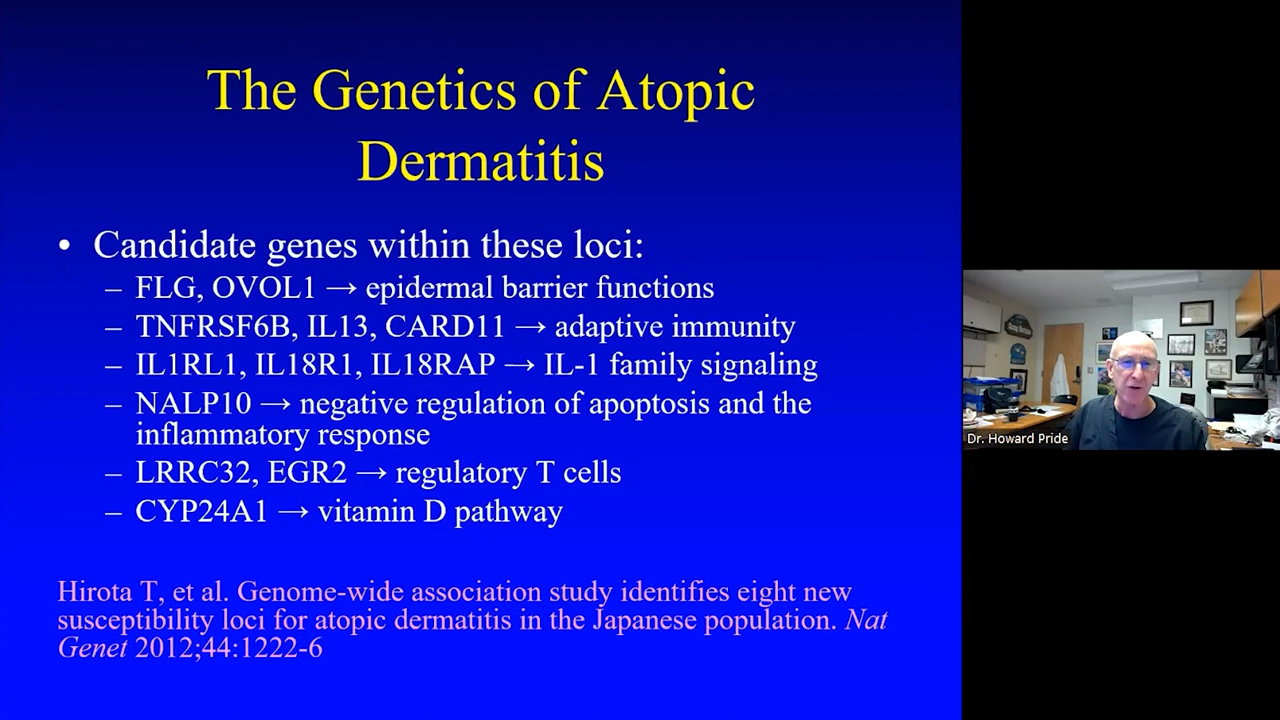 The Genetics of Atopic
Dermatitis
• Candidate genes within these loci:
– FLG, OVOL1 → epidermal barrier functions
– TNFRSF6B, IL13, CARD11 → adaptive immunity
– IL1RL1, IL18R1, IL18RAP → IL-1 family signaling
– NALP10 → negative regulation of apoptosis and the
inflammatory response
– LRRC32, EGR2 → regulatory T cells
– CYP24A1 → vitamin D pathway
Hirota T, et al. Genome-wide association study identifies eight new
susceptibility loci for atopic dermatitis in the Japanese population. Nat
Genet 2012;44:1222-6
Dr. Howard Pride